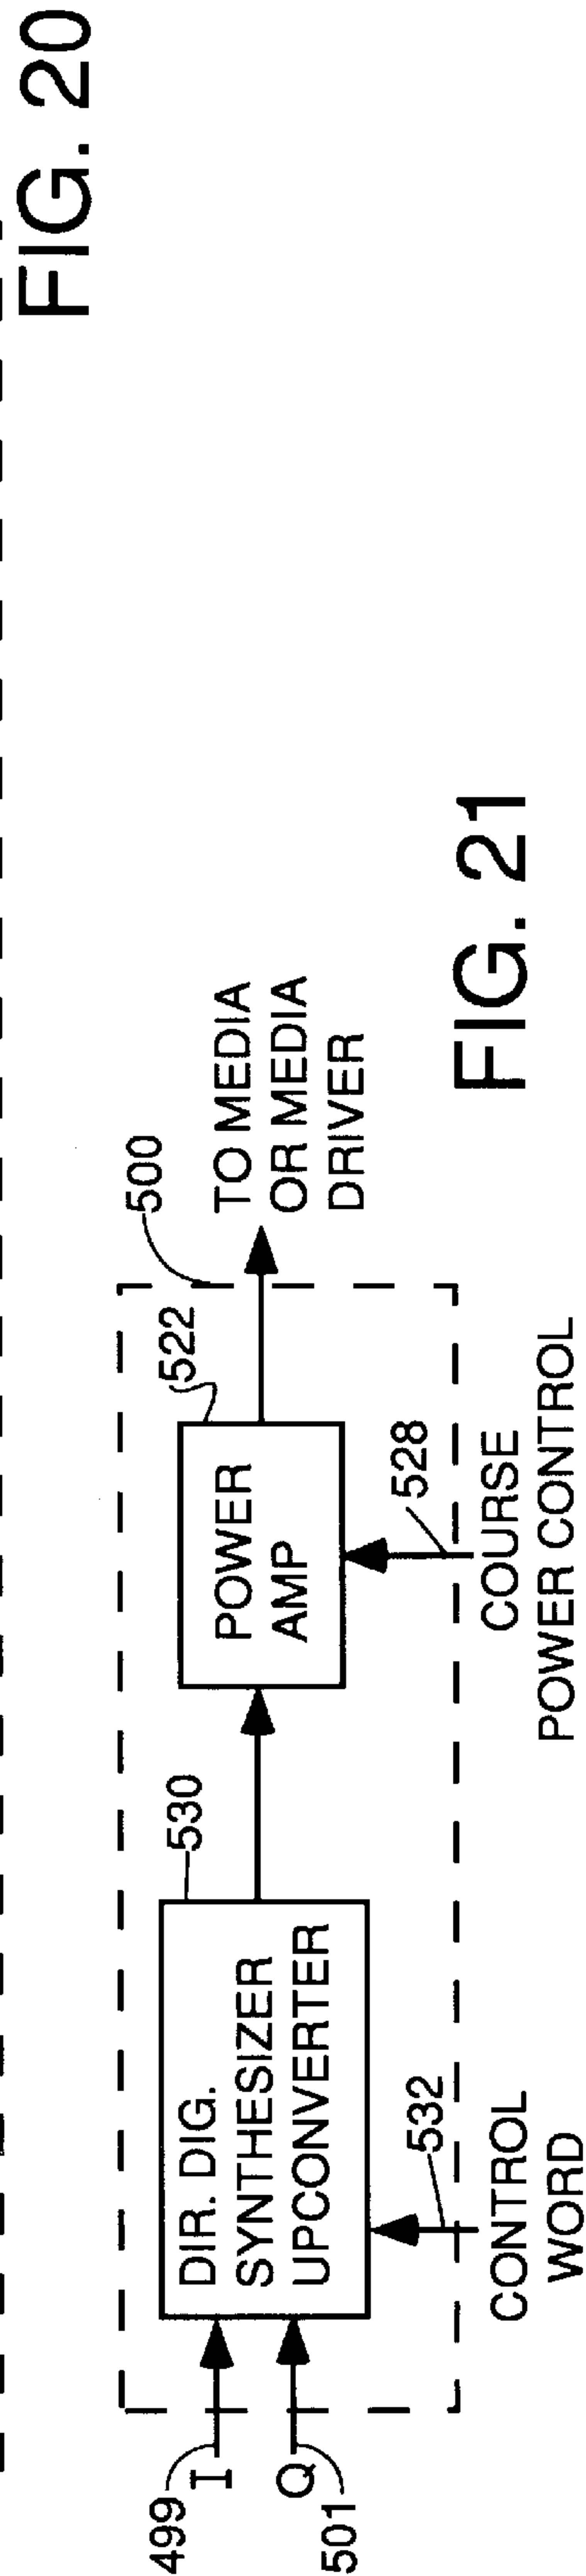 FIG. 20
499
I
Q
501
DIR. DIG.
SYNTHESIZER
UPCONVERTER
530
532
CONTROL
WORD
POWER
AMP
522
528
COURSE
POWER CONTROL
500
TO MEDIA
OR MEDIA
DRIVER
FIG. 21